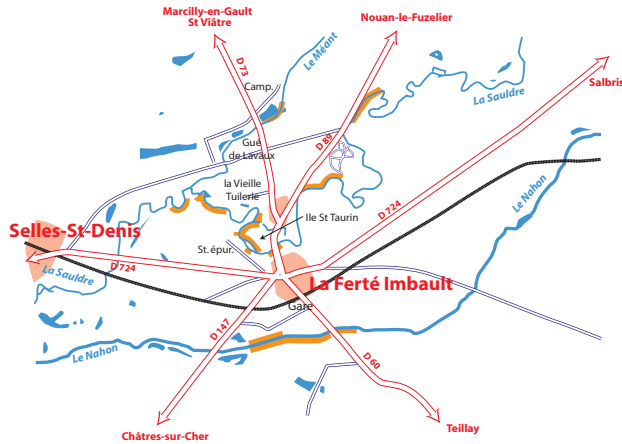 Marcilly-en-Gault
St Viâtre
Nouan-le-Fuzelier
Le Méant
D 73
Camp.
La Sauldre
Salbris
Gué
de Lavaux
D 89
la Vieille
Tuilerie
Le Nahon
Ile St Taurin
D 724
Selles-St-Denis
St. épur.
La Sauldre
D 724
La Ferté Imbault
Gare
D 147
Le Nahon
D 60
Châtres-sur-Cher
Teillay